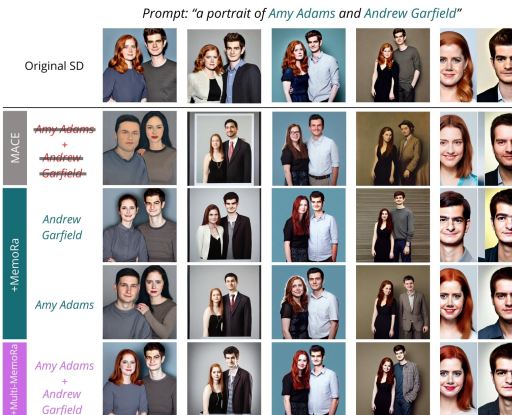 Prompt: “a portrait of Amy Adams and Andrew Garfield”
Original SD
MACE
Amy Adams
+
Andrew
Garfield
+MemoRa
Andrew
Garfield
Amy Adams
+Multi-MemoRa
Amy Adams
+
Andrew
Garfield